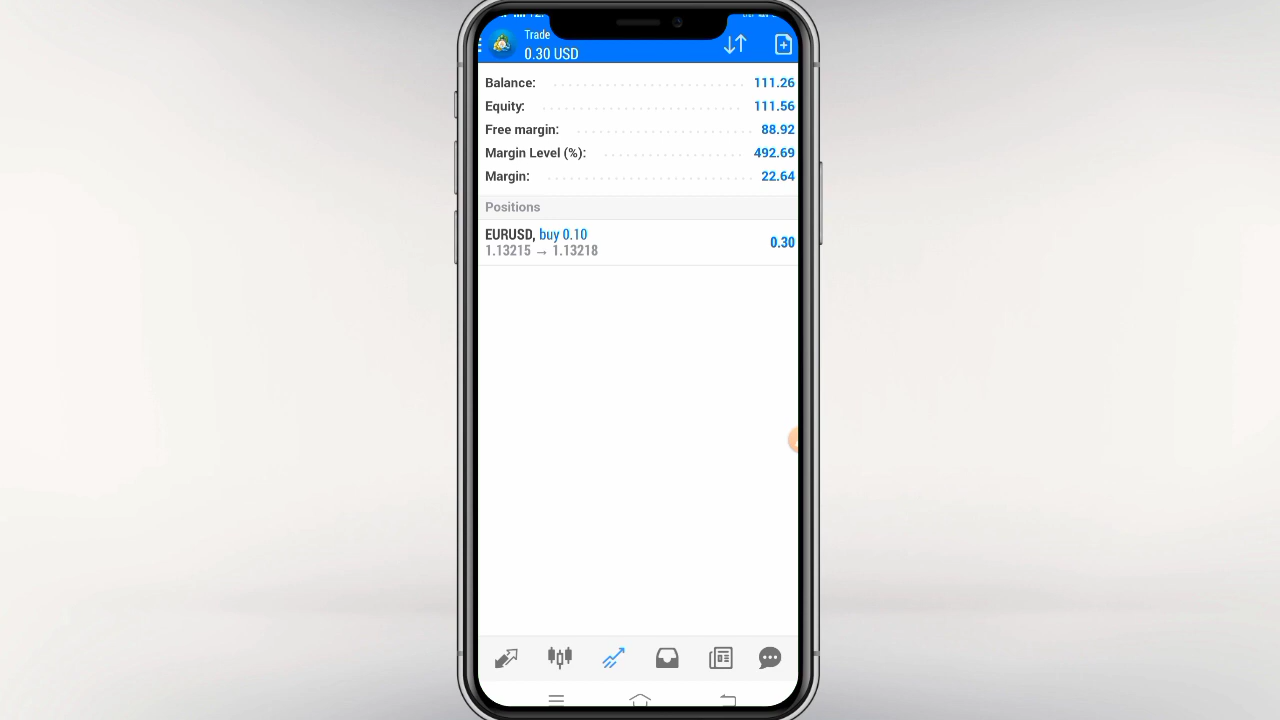 Trade
0.30 USD
Balance: 111.26
Equity: 111.56
Free margin: 88.92
Margin Level (%): 492.69
Margin: 22.64
Positions
EURUSD, buy 0.10 0.30
1.13215 → 1.13218